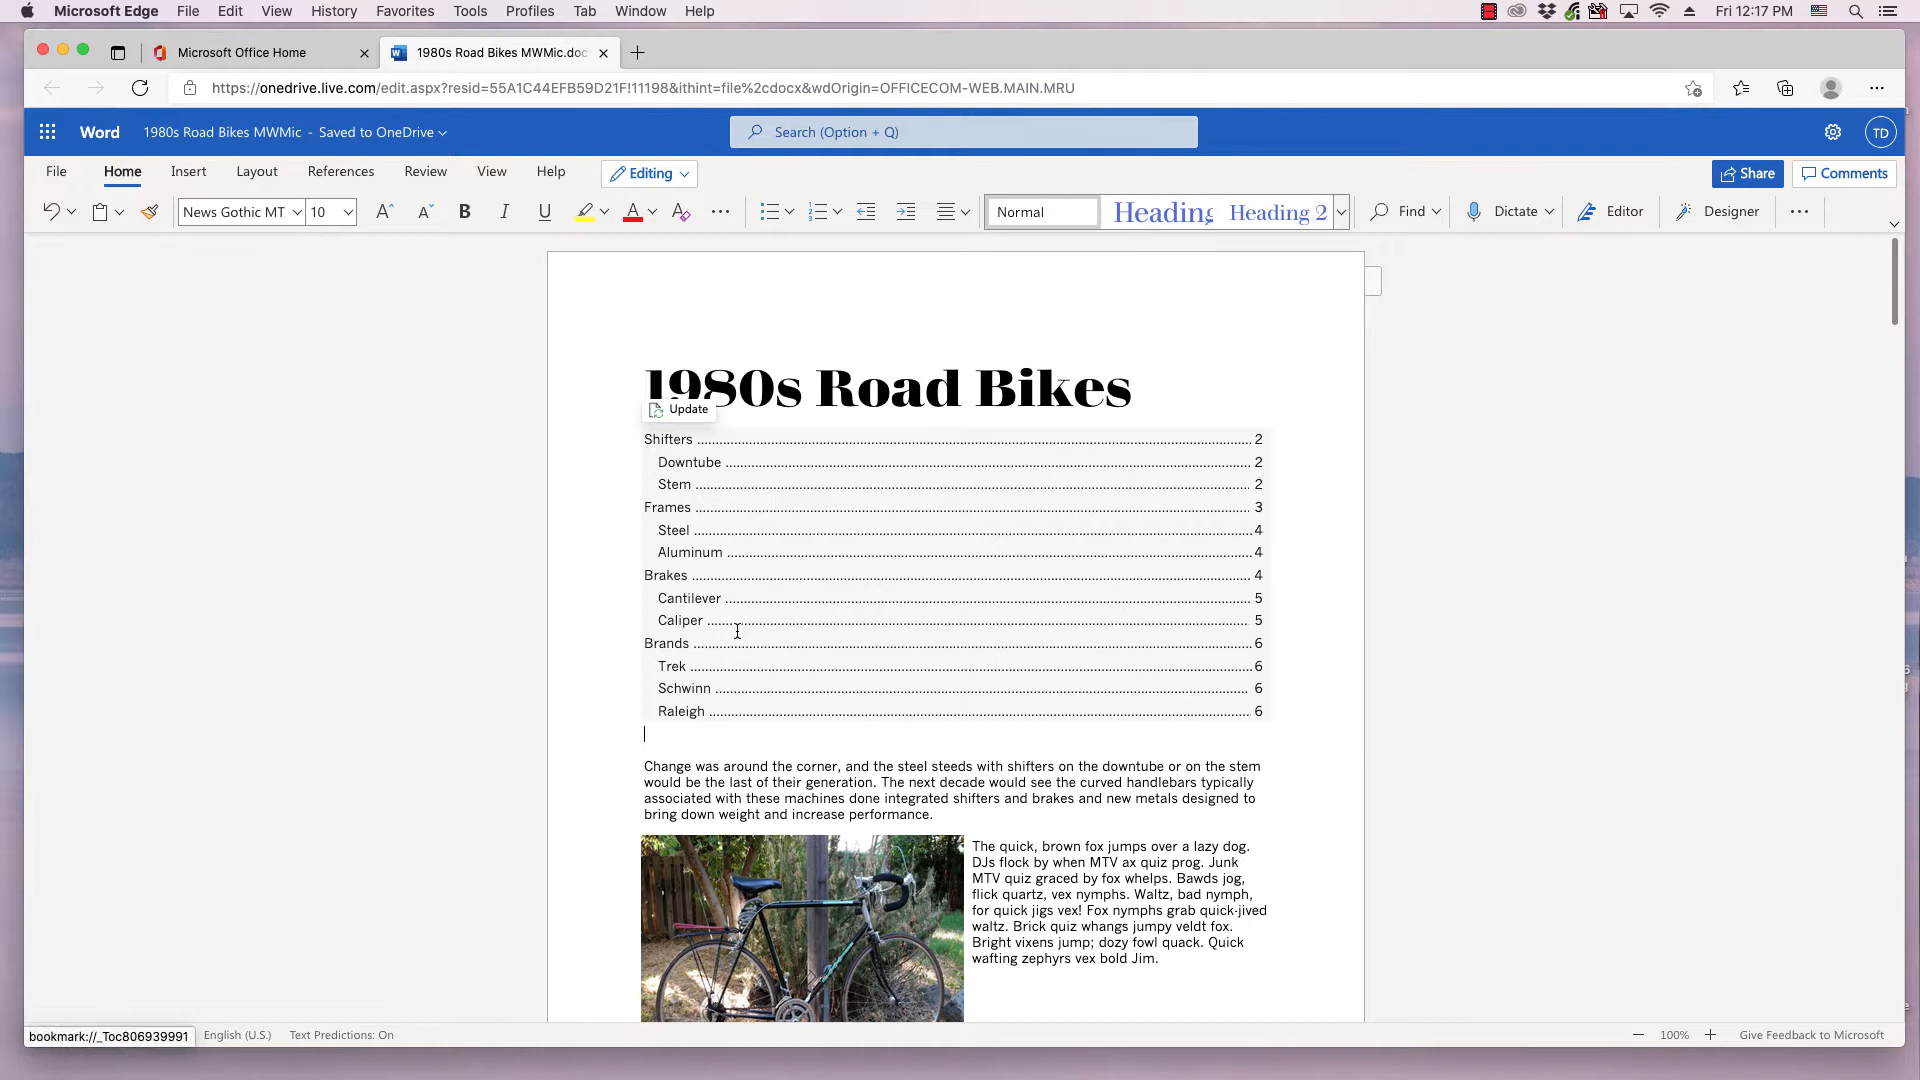 Microsoft Edge File Edit View History Favorites Tools Profiles Tab Window Help Fri 12:17 PM
Microsoft Office Home 1980s Road Bikes MWMic.doc
https://onedrive.live.com/edit.aspx?resid=55A1C44EFB59D21F!11198&ithint=file%2cdocx&wdOrigin=OFFICECOM-WEB.MAIN.MRU
Word 1980s Road Bikes MWMic - Saved to OneDrive Search (Option + Q) TD
File Home Insert Layout References Review View Help Editing Share Comments
News Gothic MT 10 B I U A Normal Heading Heading 2 Find Dictate Editor Designer
1980s Road Bikes
Update
Shifters 2
Downtube 2
Stem 2
Frames 3
Steel 4
Aluminum 4
Brakes 4
Cantilever 5
Caliper 5
Brands 6
Trek 6
Schwinn 6
Raleigh 6
Change was around the corner, and the steel steeds with shifters on the downtube or on the stem
would be the last of their generation. The next decade would see the curved handlebars typically
associated with these machines done integrated shifters and brakes and new metals designed to
bring down weight and increase performance.
The quick, brown fox jumps over a lazy dog.
DJs flock by when MTV ax quiz prog. Junk
MTV quiz graced by fox whelps. Bawds jog,
flick quartz, vex nymphs. Waltz, bad nymph,
for quick jigs vex! Fox nymphs grab quick-jived
waltz. Brick quiz whangs jumpy veldt fox.
Bright vixens jump; dozy fowl quack. Quick
wafting zephyrs vex bold Jim.
bookmark://_Toc806939991 English (U.S.) Text Predictions: On 100% Give Feedback to Microsoft